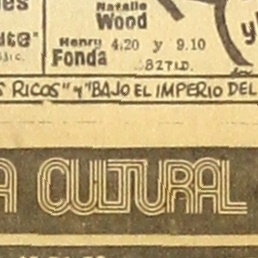 Natalie
Wood
Henry 4.20 y 9.10
Fonda
S RICOS" y "BAJO EL IMPERIO DEL
A CULTURAL